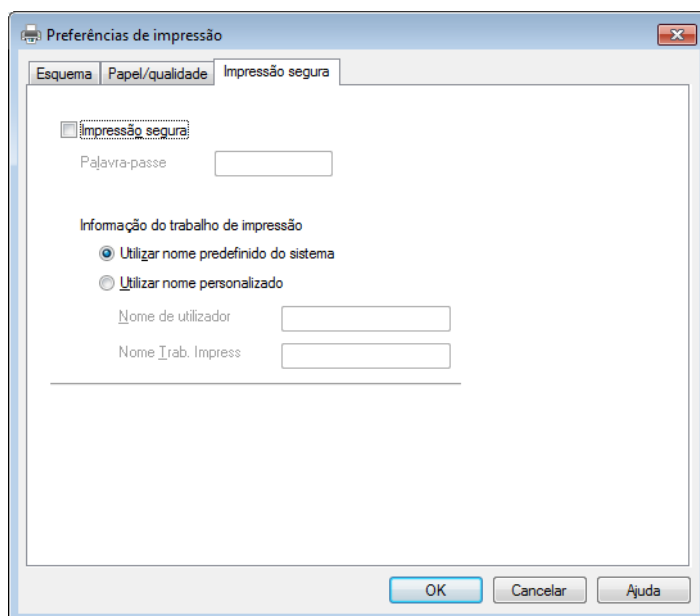 Preferências de impressão
Esquema Papel/qualidade Impressão segura
Impressão segura
Palavra-passe
Informação do trabalho de impressão
Utilizar nome predefinido do sistema
Utilizar nome personalizado
Nome de utilizador
Nome Trab. Impress
OK Cancelar Ajuda